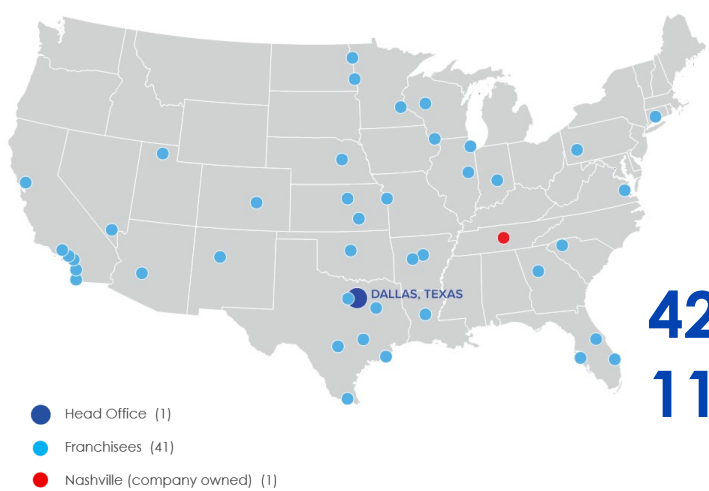 DALLAS, TEXAS
42
11
Head Office (1)
Franchisees (41)
Nashville (company owned) (1)